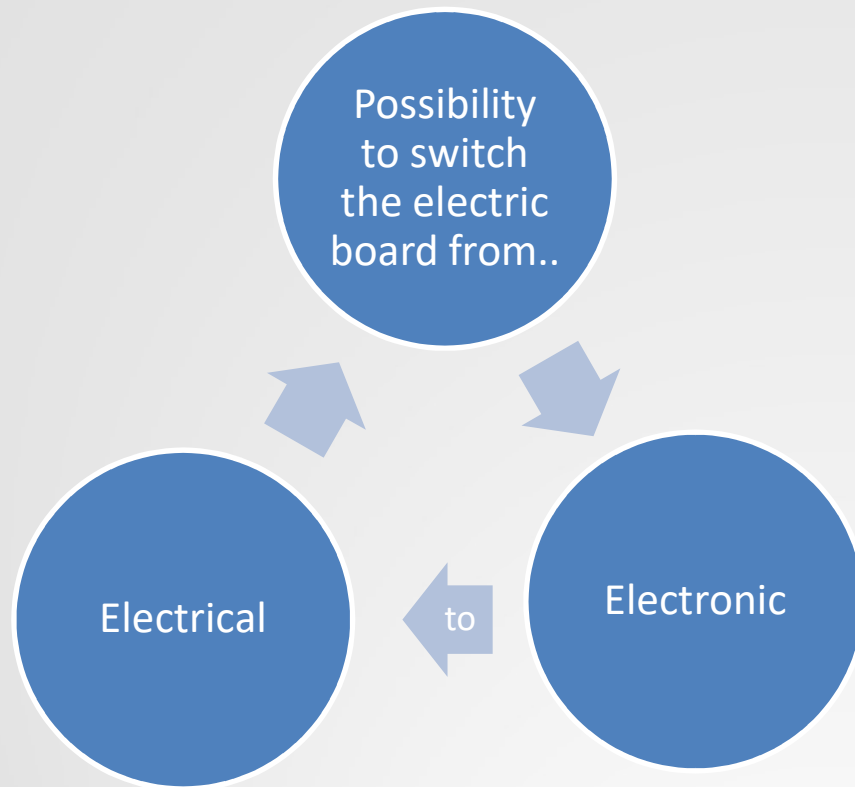 Possibility
to switch
the electric
board from..
Electronic
to
Electrical